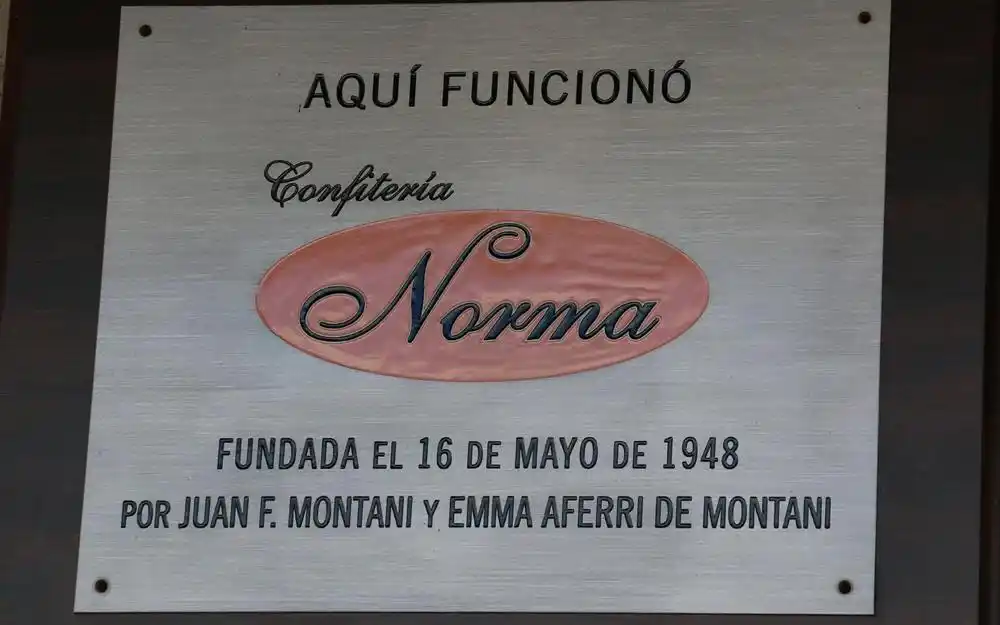 AQUÍ FUNCIONÓ
Confitería
Norma
FUNDADA EL 16 DE MAYO DE 1948
POR JUAN F. MONTANI Y EMMA AFERRI DE MONTANI